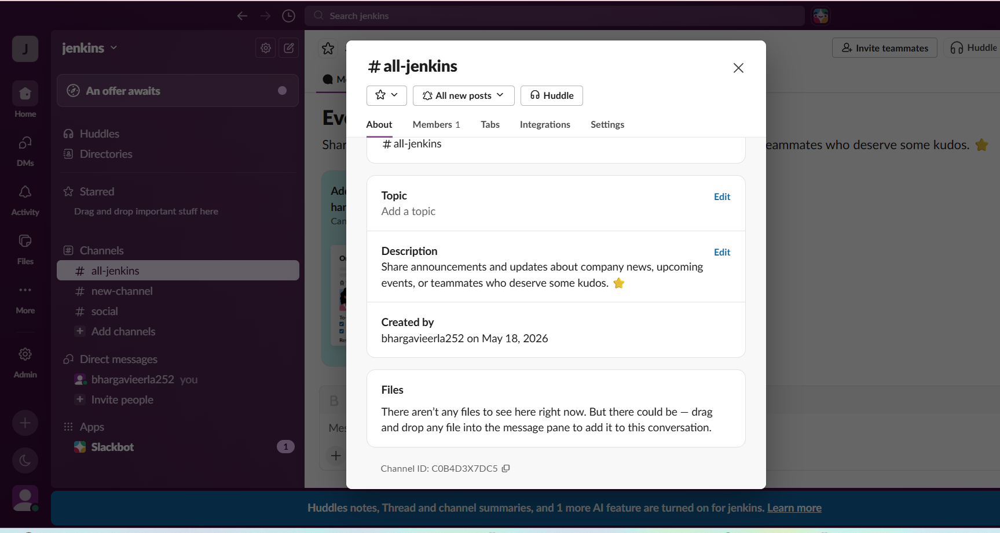 Search jenkins
J
jenkins
Invite teammates
Huddle
An offer awaits
Home
Huddles
Directories
DMs
Starred
Drag and drop important stuff here
Activity
Channels
Files
all-jenkins
new-channel
More
social
Add channels
Direct messages
Admin
bhargavieerla252 you
Invite people
Apps
Slackbot
1
# all-jenkins
All new posts
Huddle
About
Members 1
Tabs
Integrations
Settings
# all-jenkins
eammates who deserve some kudos.
Topic
Edit
Add a topic
Description
Edit
Share announcements and updates about company news, upcoming
events, or teammates who deserve some kudos. ⭐
Created by
bhargavieerla252 on May 18, 2026
Files
There aren’t any files to see here right now. But there could be — drag
and drop any file into the message pane to add it to this conversation.
Channel ID: C0B4D3X7DC5
Huddles notes, Thread and channel summaries, and 1 more AI feature are turned on for jenkins. Learn more